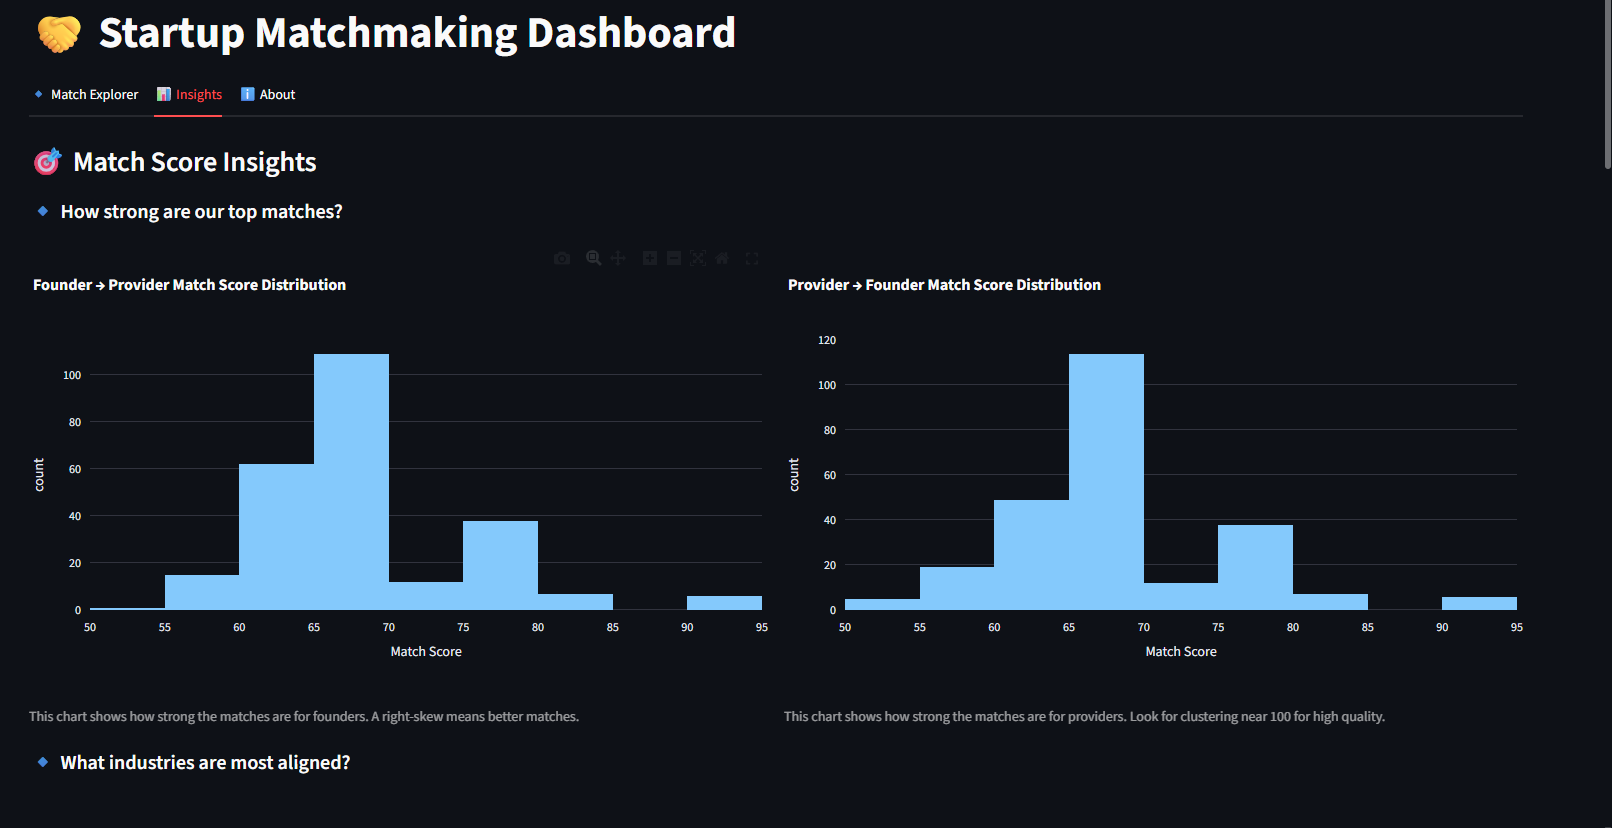 Startup Matchmaking Dashboard
Match Explorer
Insights
About
Match Score Insights
How strong are our top matches?
Founder → Provider Match Score Distribution
100
80
60
40
20
0
count
50 55 60 65 70 75 80 85 90 95
Match Score
This chart shows how strong the matches are for founders. A right-skew means better matches.
Provider → Founder Match Score Distribution
120
100
80
60
40
20
0
count
50 55 60 65 70 75 80 85 90 95
Match Score
This chart shows how strong the matches are for providers. Look for clustering near 100 for high quality.
What industries are most aligned?